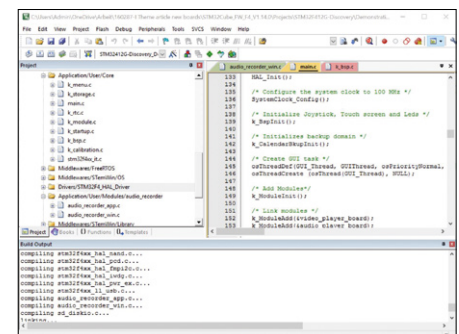 File Edit View Project Flash Debug Peripherals Tools SVCS Window Help
STM32412G-Discovery_D
Project
Application/User/Core
k_menu.c
k_storage.c
main.c
k_rtc.c
k_module.c
k_startup.c
k_bsp.c
k_calibration.c
stm32f4xx_it.c
Middlewares/FreeRTOS
Middlewares/STemWin/OS
Drivers/STM32F4_HAL_Driver
Application/User/Modules/audio_recorder
audio_recorder_app.c
audio_recorder_win.c
Middlewares/STemWin/Library
Project Books Functions Templates
audio_recorder_win.c main.c k_bsp.c
133 HAL_Init();
134
135 /* Configure the system clock to 100 MHz */
136 SystemClock_Config();
137
138 /* Initialize Joystick, Touch screen and Leds */
139 k_BspInit();
140
141 /* Initializes backup domain */
142 k_CalendarBkupInit();
143
144 /* Create GUI task */
145 osThreadDef(GUI_Thread, GUIThread, osPriorityNormal,
146 osThreadCreate (osThread(GUI_Thread), NULL);
147
148 /* Add Modules*/
149 k_ModuleInit();
150
151 /* Link modules */
152 k_ModuleAdd(&video_player_board);
153 k_ModuleAdd(&audio_player_board);
Build Output
compiling stm32f4xx_hal_nand.c...
compiling stm32f4xx_hal_pcd.c...
compiling stm32f4xx_hal_fmpi2c.c...
compiling stm32f4xx_hal_iwdg.c...
compiling stm32f4xx_hal_pwr_ex.c...
compiling stm32f4xx_ll_usb.c...
compiling audio_recorder_app.c...
compiling audio_recorder_win.c...
compiling sd_diskio.c...
linking...